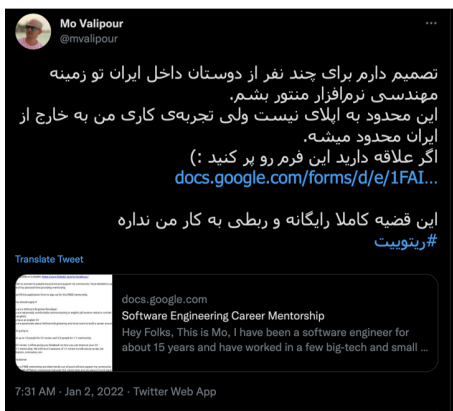 Mo Valipour
@mvalipour
تصمیم دارم برای چند نفر از دوستان داخل ایران تو زمینه
مهندسی نرم‌افزار منتور بشم.
این محدود به اپلای نیست ولی تجربه‌ی کاری من به خارج از
ایران محدود میشه.
اگر علاقه دارید این فرم رو پر کنید :)
docs.google.com/forms/d/e/1FAI...
این قضیه کاملا رایگانه و ربطی به کار من نداره
#ریتوییت
Translate Tweet
docs.google.com
Software Engineering Career Mentorship
Hey Folks, This is Mo, I have been a software engineer for
about 15 years and have worked in a few big-tech and small ...
7:31 AM · Jan 2, 2022 · Twitter Web App